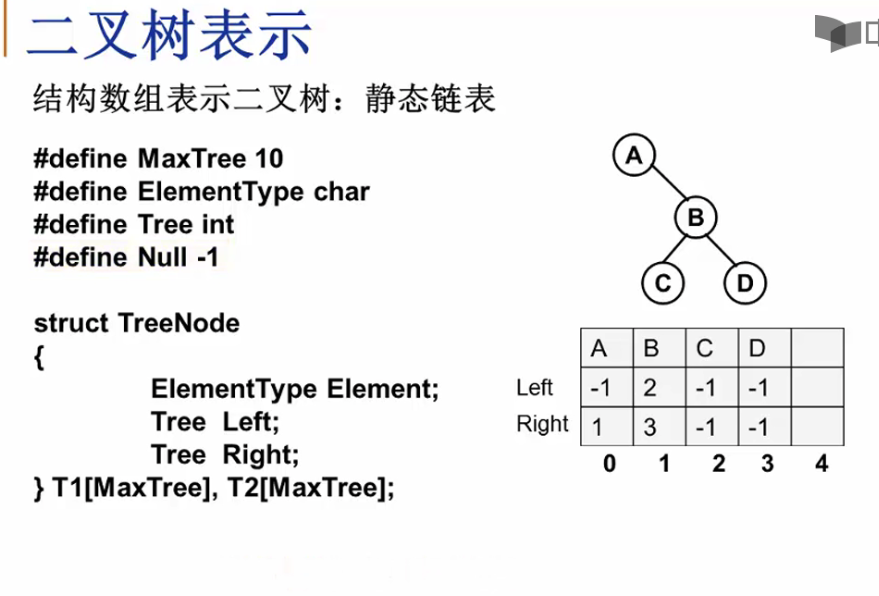 二叉树表示
中
结构数组表示二叉树：静态链表
#define MaxTree 10
#define ElementType char
#define Tree int
#define Null -1
struct TreeNode
{
ElementType Element;
Tree Left;
Tree Right;
} T1[MaxTree], T2[MaxTree];
A
B
C D
A B C D
Left -1 2 -1 -1
Right 1 3 -1 -1
0 1 2 3 4